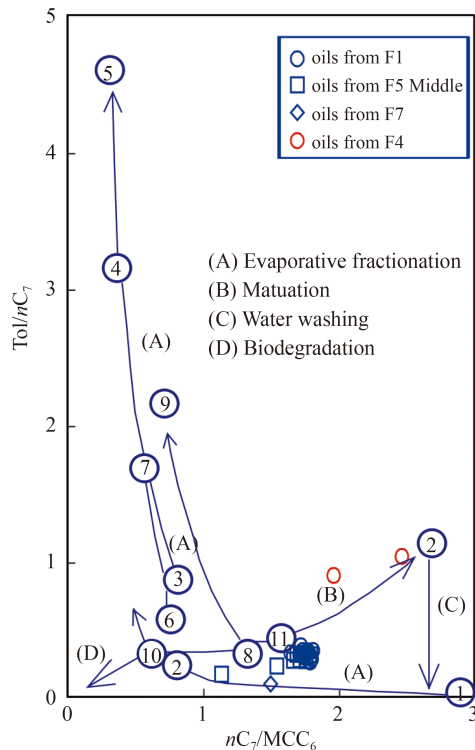 5
oils from F1
oils from F5 Middle
oils from F7
oils from F4
5
4
4
(A) Evaporative fractionation
(B) Matuation
(C) Water washing
(D) Biodegradation
3
Tol/nC₇
(A)
9
2
7
2
1
(A)
3
(B)
(C)
6
11
(D)
10
8
2
(A)
1
0
0
1
2
3
nC₇/MCC₆